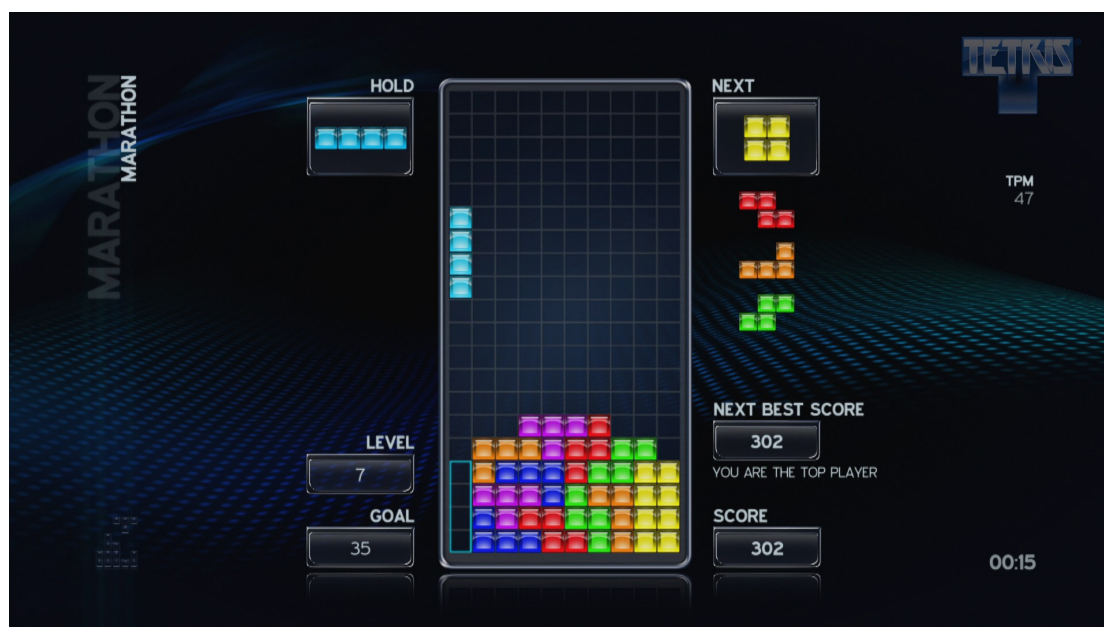 MARATHON
MARATHON
HOLD
NEXT
TETRIS
TPM
47
LEVEL
7
GOAL
35
NEXT BEST SCORE
302
YOU ARE THE TOP PLAYER
SCORE
302
00:15